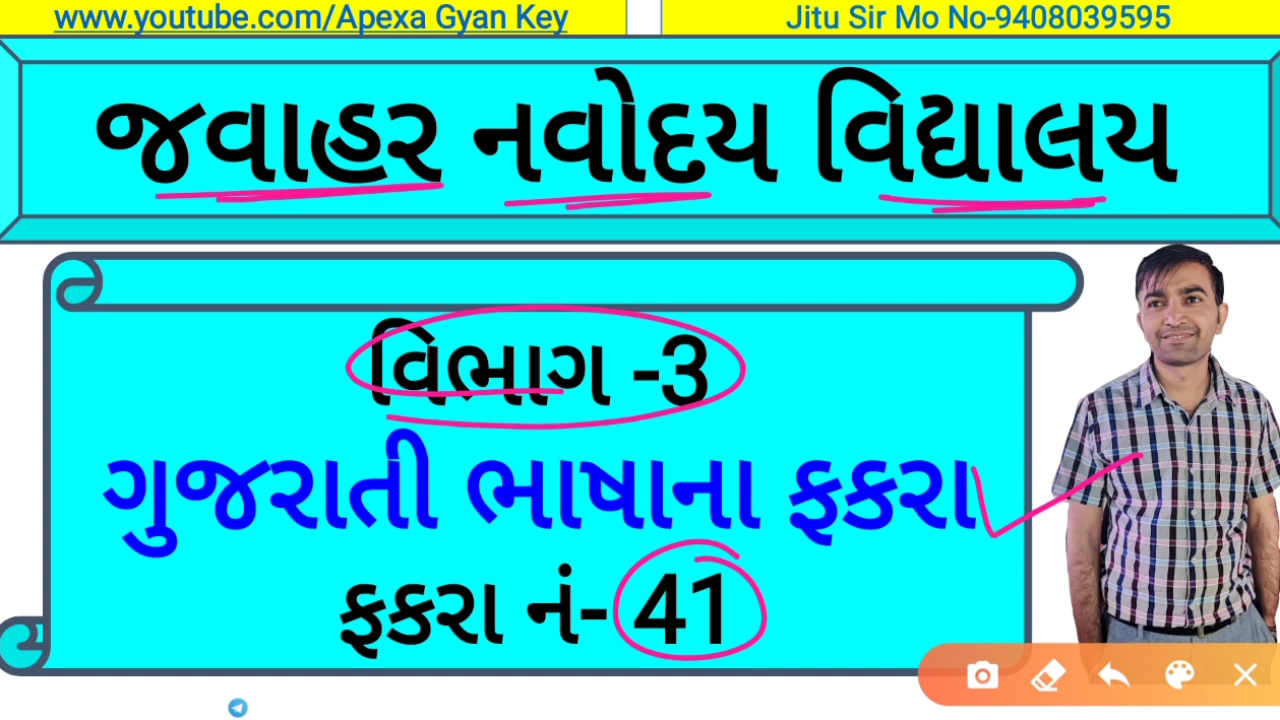 www.youtube.com/Apexa Gyan Key
Jitu Sir Mo No-9408039595
જવાહર નવોદય વિદ્યાલય
વિભાગ -3
ગુજરાતી ભાષાના ફકરા
ફકરા નં- 41